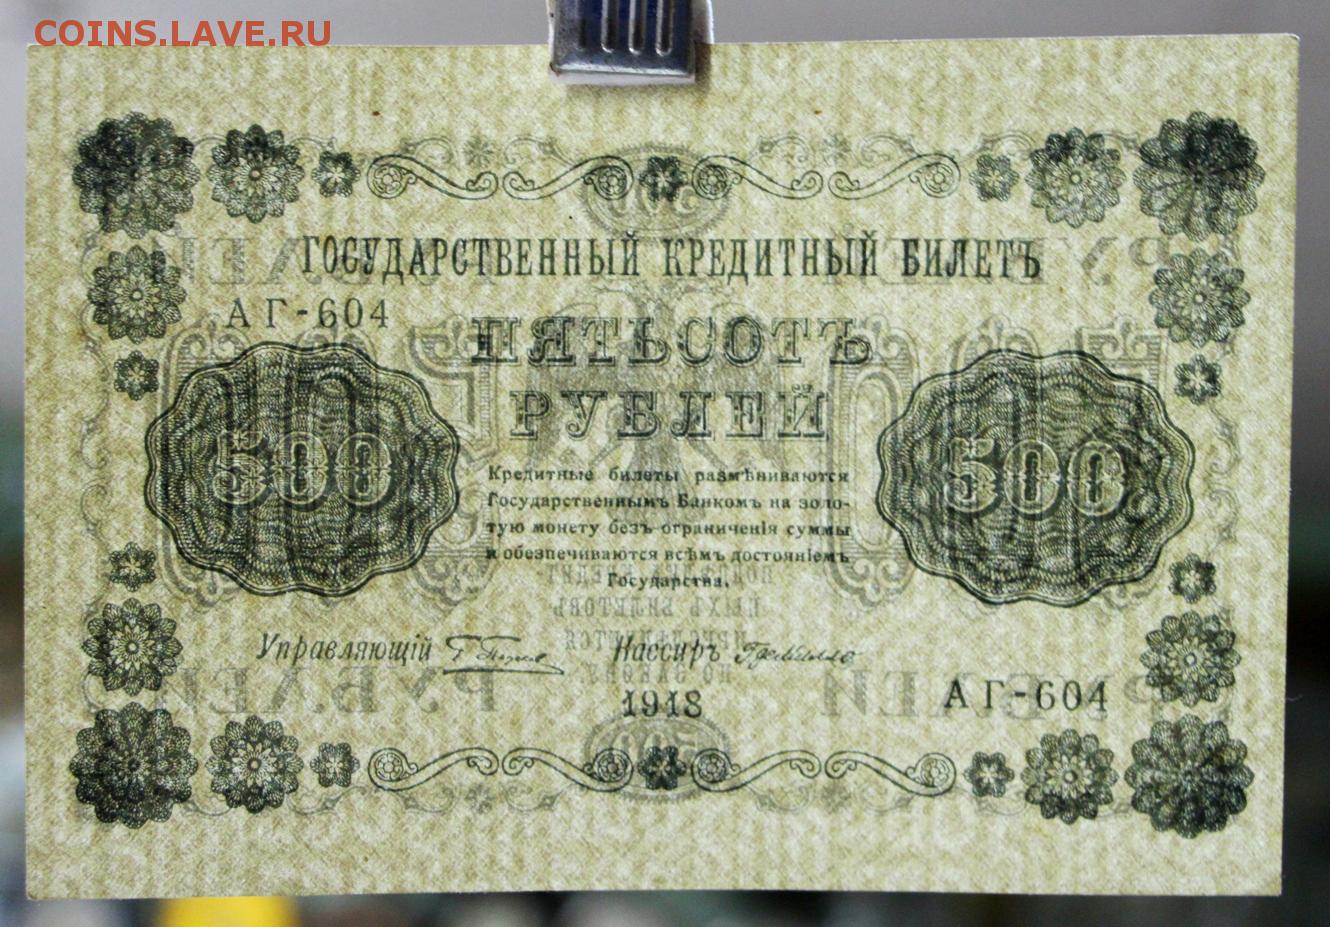 COINS.LAVE.RU
ГОСУДАРСТВЕННЫЙ КРЕДИТНЫЙ БИЛЕТЪ
АГ-604
ПЯТЬСОТЪ
РУБЛЕЙ
500
500
Кредитные билеты размѣниваются
Государственнымъ Банкомъ на золо-
тую монету безъ ограниченія суммы
и обезпечиваются всѣмъ достояніемъ
Государства.
Управляющій
Кассиръ
1918
АГ-604